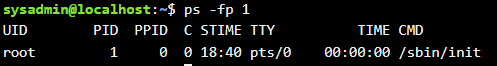 sysadmin@localhost:~$ ps -fp 1
UID        PID  PPID  C STIME TTY          TIME CMD
root         1     0  0 18:40 pts/0    00:00:00 /sbin/init